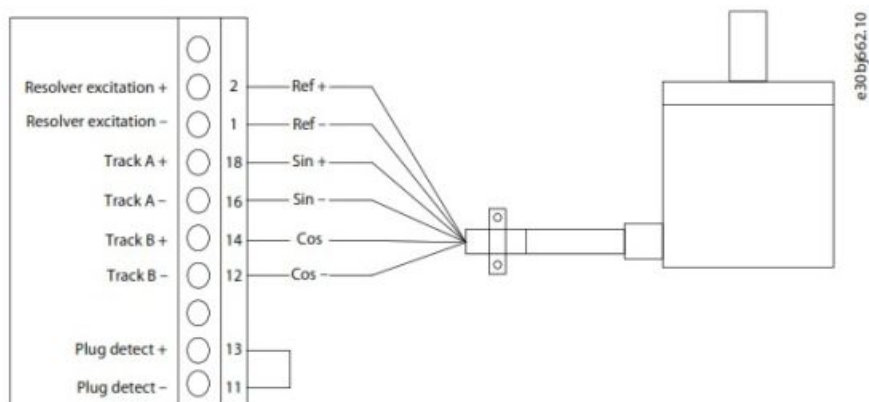 Resolver excitation + 2 Ref +
Resolver excitation – 1 Ref –
Track A + 18 Sin +
Track A – 16 Sin –
Track B + 14 Cos
Track B – 12 Cos –
Plug detect + 13
Plug detect – 11
e30bj662.10